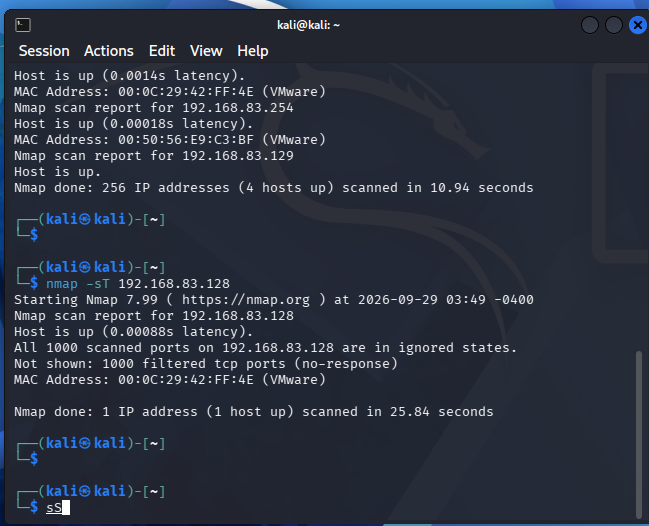 kali@kali: ~
Session Actions Edit View Help
Host is up (0.0014s latency).
MAC Address: 00:0C:29:42:FF:4E (VMware)
Nmap scan report for 192.168.83.254
Host is up (0.00018s latency).
MAC Address: 00:50:56:E9:C3:BF (VMware)
Nmap scan report for 192.168.83.129
Host is up.
Nmap done: 256 IP addresses (4 hosts up) scanned in 10.94 seconds
┌──(kali㉿kali)-[~]
└─$
┌──(kali㉿kali)-[~]
└─$ nmap -sT 192.168.83.128
Starting Nmap 7.99 ( https://nmap.org ) at 2026-09-29 03:49 -0400
Nmap scan report for 192.168.83.128
Host is up (0.00088s latency).
All 1000 scanned ports on 192.168.83.128 are in ignored states.
Not shown: 1000 filtered tcp ports (no-response)
MAC Address: 00:0C:29:42:FF:4E (VMware)
Nmap done: 1 IP address (1 host up) scanned in 25.84 seconds
┌──(kali㉿kali)-[~]
└─$
┌──(kali㉿kali)-[~]
└─$ sS